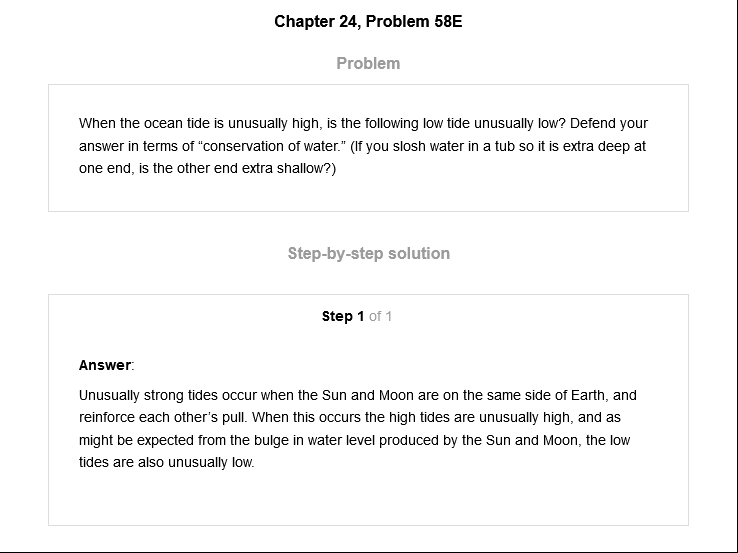 Chapter 24, Problem 58E
Problem
When the ocean tide is unusually high, is the following low tide unusually low? Defend your
answer in terms of “conservation of water.” (If you slosh water in a tub so it is extra deep at
one end, is the other end extra shallow?)
Step-by-step solution
Step 1 of 1
Answer:
Unusually strong tides occur when the Sun and Moon are on the same side of Earth, and
reinforce each other’s pull. When this occurs the high tides are unusually high, and as
might be expected from the bulge in water level produced by the Sun and Moon, the low
tides are also unusually low.